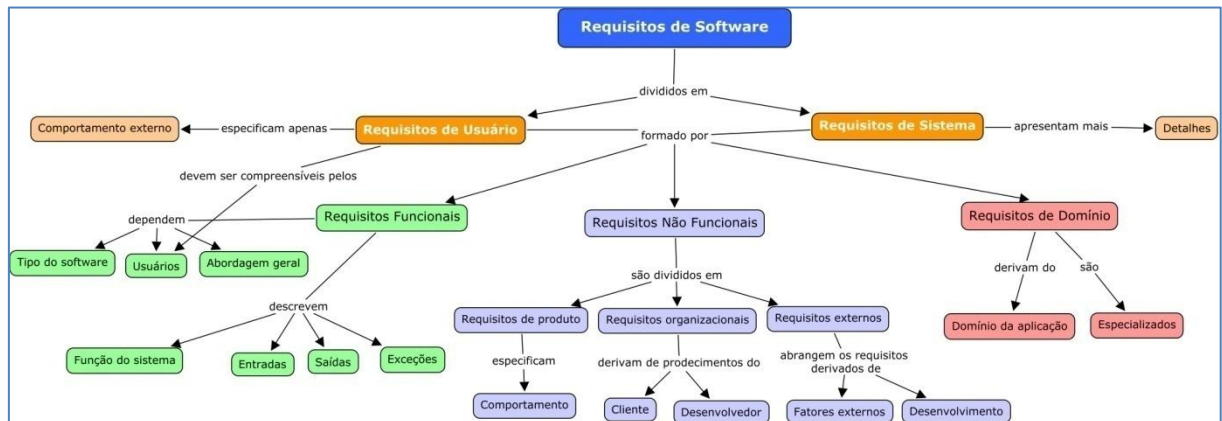 Requisitos de Software
divididos em
Comportamento externo
especificam apenas
Requisitos de Usuário
formado por
Requisitos de Sistema
apresentam mais
Detalhes
devem ser compreensíveis pelos
dependem
Requisitos Funcionais
Requisitos Não Funcionais
Requisitos de Domínio
Tipo do software
Usuários
Abordagem geral
são divididos em
derivam do
são
descrevem
Requisitos de produto
Requisitos organizacionais
Requisitos externos
Domínio da aplicação
Especializados
Função do sistema
Entradas
Saídas
Exceções
especificam
derivam de prodecimentos do
abrangem os requisitos
derivados de
Comportamento
Cliente
Desenvolvedor
Fatores externos
Desenvolvimento